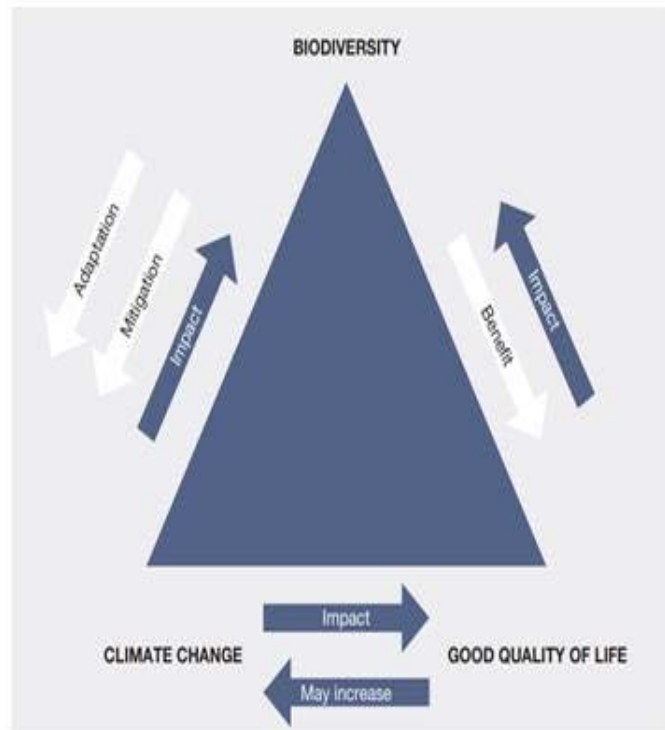 BIODIVERSITY
Adaptation
Mitigation
Impact
Benefit
Impact
Impact
CLIMATE CHANGE
GOOD QUALITY OF LIFE
May increase